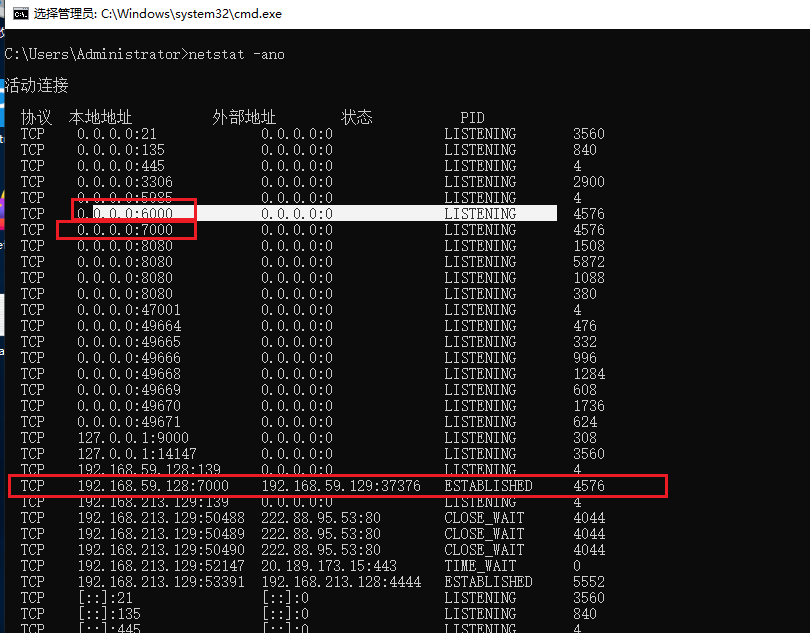 选择管理员: C:\Windows\system32\cmd.exe
C:\Users\Administrator>netstat -ano
活动连接
协议 本地地址 外部地址 状态 PID
TCP 0.0.0.0:21 0.0.0.0:0 LISTENING 3560
TCP 0.0.0.0:135 0.0.0.0:0 LISTENING 840
TCP 0.0.0.0:445 0.0.0.0:0 LISTENING 4
TCP 0.0.0.0:3306 0.0.0.0:0 LISTENING 2900
TCP 0.0.0.0:5985 0.0.0.0:0 LISTENING 4
TCP 0.0.0.0:6000 0.0.0.0:0 LISTENING 4576
TCP 0.0.0.0:7000 0.0.0.0:0 LISTENING 4576
TCP 0.0.0.0:8080 0.0.0.0:0 LISTENING 1508
TCP 0.0.0.0:8080 0.0.0.0:0 LISTENING 5872
TCP 0.0.0.0:8080 0.0.0.0:0 LISTENING 1088
TCP 0.0.0.0:8080 0.0.0.0:0 LISTENING 380
TCP 0.0.0.0:47001 0.0.0.0:0 LISTENING 4
TCP 0.0.0.0:49664 0.0.0.0:0 LISTENING 476
TCP 0.0.0.0:49665 0.0.0.0:0 LISTENING 332
TCP 0.0.0.0:49666 0.0.0.0:0 LISTENING 996
TCP 0.0.0.0:49668 0.0.0.0:0 LISTENING 1284
TCP 0.0.0.0:49669 0.0.0.0:0 LISTENING 608
TCP 0.0.0.0:49670 0.0.0.0:0 LISTENING 1736
TCP 0.0.0.0:49671 0.0.0.0:0 LISTENING 624
TCP 127.0.0.1:9000 0.0.0.0:0 LISTENING 308
TCP 127.0.0.1:14147 0.0.0.0:0 LISTENING 3560
TCP 192.168.59.128:139 0.0.0.0:0 LISTENING 4
TCP 192.168.59.128:7000 192.168.59.129:37376 ESTABLISHED 4576
TCP 192.168.213.129:139 0.0.0.0:0 LISTENING 4
TCP 192.168.213.129:50488 222.88.95.53:80 CLOSE_WAIT 4044
TCP 192.168.213.129:50489 222.88.95.53:80 CLOSE_WAIT 4044
TCP 192.168.213.129:50490 222.88.95.53:80 CLOSE_WAIT 4044
TCP 192.168.213.129:52147 20.189.173.15:443 TIME_WAIT 0
TCP 192.168.213.129:53391 192.168.213.128:4444 ESTABLISHED 5552
TCP [::]:21 [::]:0 LISTENING 3560
TCP [::]:135 [::]:0 LISTENING 840
TCP [::]:445 [::]:0 LISTENING 4